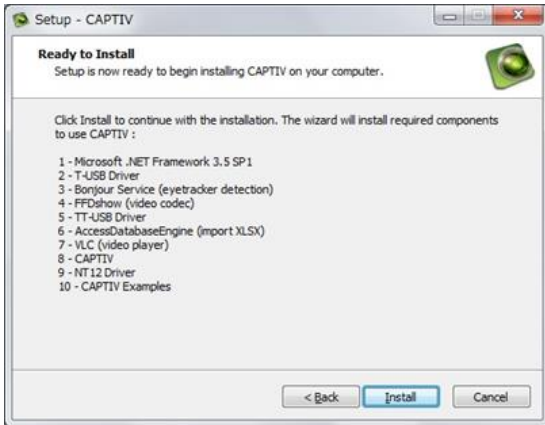 Setup - CAPTIV
Ready to Install
Setup is now ready to begin installing CAPTIV on your computer.
Click Install to continue with the installation. The wizard will install required components
to use CAPTIV :
1 - Microsoft .NET Framework 3.5 SP1
2 - T-USB Driver
3 - Bonjour Service (eyetracker detection)
4 - FFDshow (video codec)
5 - TT-USB Driver
6 - AccessDatabaseEngine (import XLSX)
7 - VLC (video player)
8 - CAPTIV
9 - NT12 Driver
10 - CAPTIV Examples
< Back Install Cancel